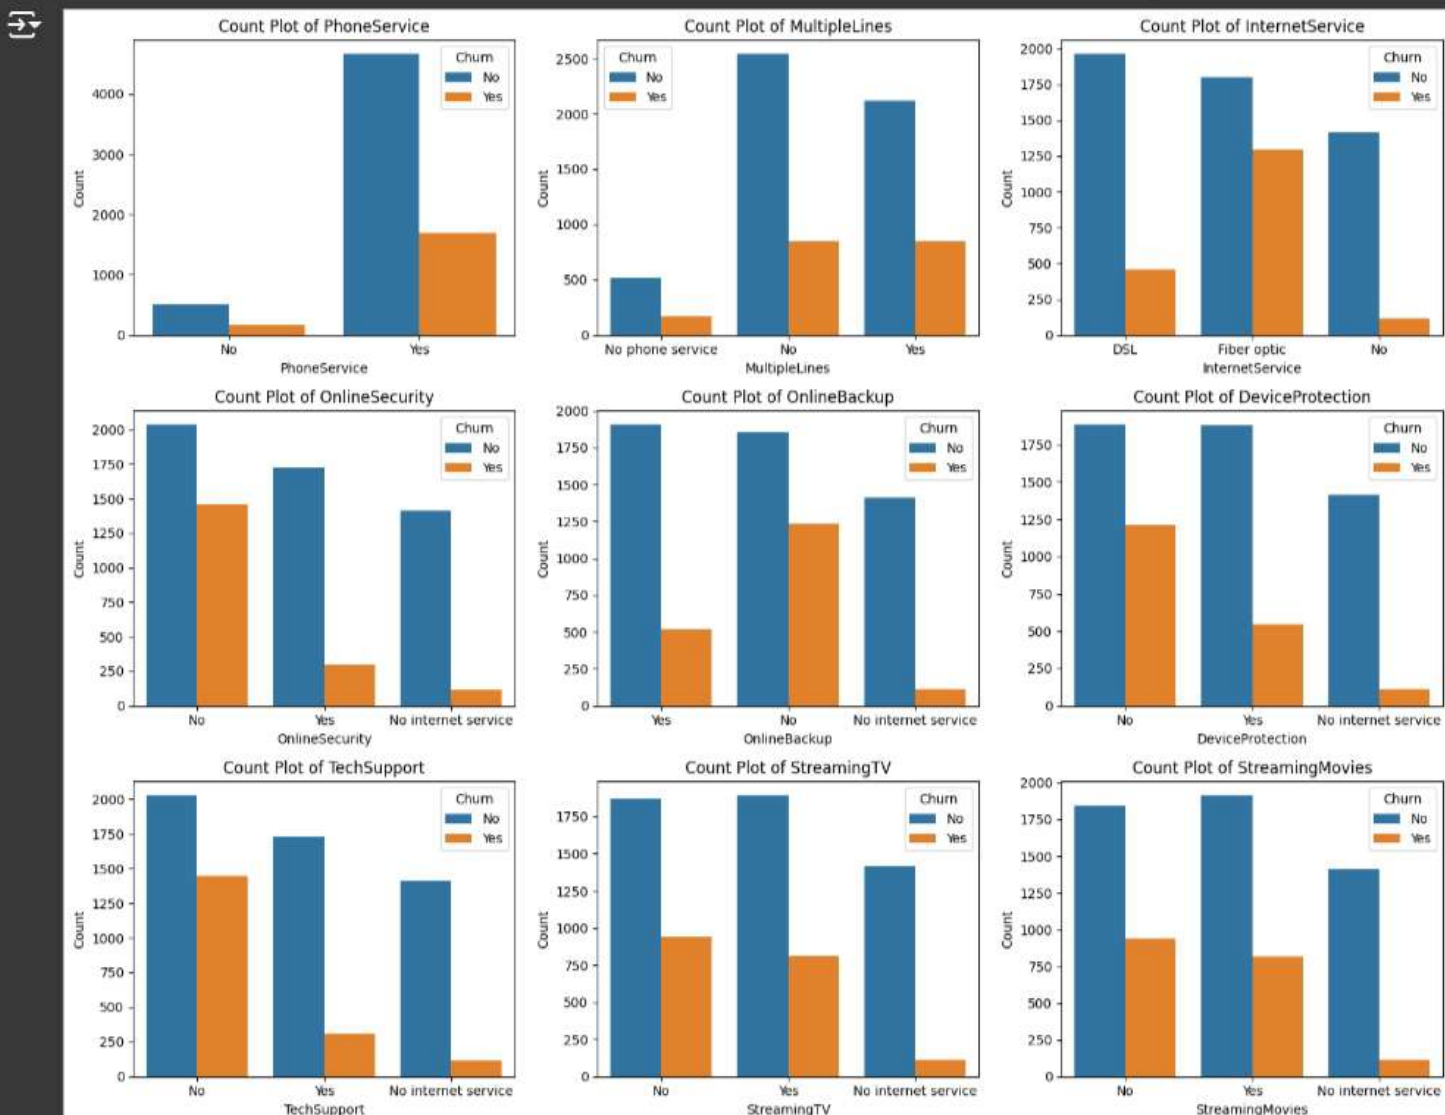 Count Plot of PhoneService
Churn
No
Yes
4000
3000
2000
1000
0
Count
No
Yes
PhoneService
Count Plot of MultipleLines
Churn
No
Yes
2500
2000
1500
1000
500
0
Count
No phone service
No
Yes
MultipleLines
Count Plot of InternetService
Churn
No
Yes
2000
1750
1500
1250
1000
750
500
250
0
Count
DSL
Fiber optic
No
InternetService
Count Plot of OnlineSecurity
Churn
No
Yes
2000
1750
1500
1250
1000
750
500
250
0
Count
No
Yes
No internet service
OnlineSecurity
Count Plot of OnlineBackup
Churn
No
Yes
2000
1750
1500
1250
1000
750
500
250
0
Count
Yes
No
No internet service
OnlineBackup
Count Plot of DeviceProtection
Churn
No
Yes
1750
1500
1250
1000
750
500
250
0
Count
No
Yes
No internet service
DeviceProtection
Count Plot of TechSupport
Churn
No
Yes
2000
1750
1500
1250
1000
750
500
250
0
Count
No
Yes
No internet service
TechSupport
Count Plot of StreamingTV
Churn
No
Yes
1750
1500
1250
1000
750
500
250
0
Count
No
Yes
No internet service
StreamingTV
Count Plot of StreamingMovies
Churn
No
Yes
2000
1750
1500
1250
1000
750
500
250
0
Count
No
Yes
No internet service
StreamingMovies